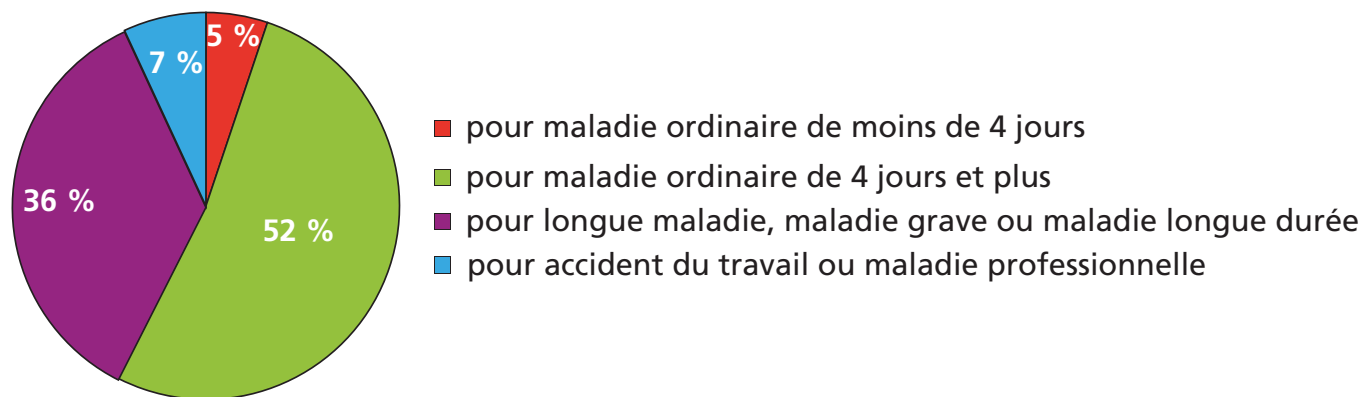 5 %
7 %
36 %
52 %
pour maladie ordinaire de moins de 4 jours
pour maladie ordinaire de 4 jours et plus
pour longue maladie, maladie grave ou maladie longue durée
pour accident du travail ou maladie professionnelle